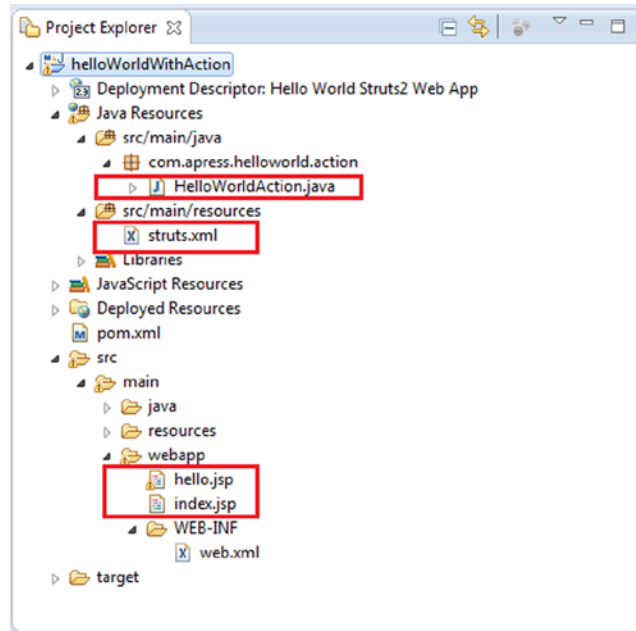 Project Explorer
helloWorldWithAction
2.3 Deployment Descriptor: Hello World Struts2 Web App
Java Resources
src/main/java
com.apress.helloworld.action
J HelloWorldAction.java
src/main/resources
X struts.xml
Libraries
JavaScript Resources
Deployed Resources
M pom.xml
src
main
java
resources
webapp
hello.jsp
index.jsp
WEB-INF
X web.xml
target